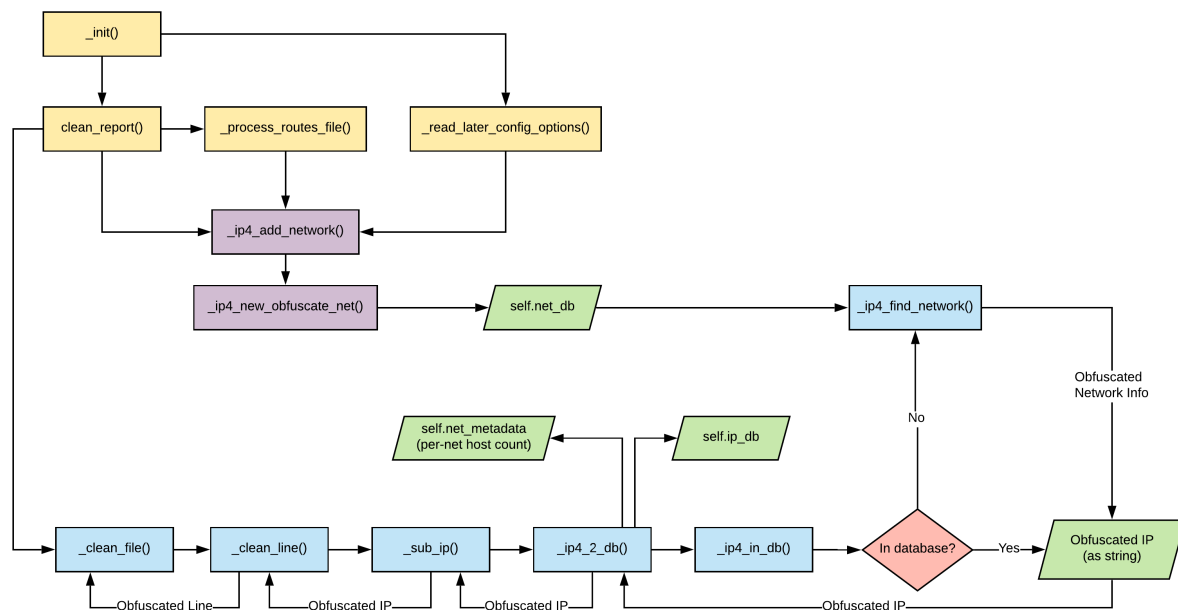 _init()
clean_report()
_process_routes_file()
_read_later_config_options()
_ip4_add_network()
_ip4_new_obfuscate_net()
self.net_db
_ip4_find_network()
Obfuscated
Network Info
No
self.net_metadata
(per-net host count)
self.ip_db
_clean_file()
_clean_line()
_sub_ip()
_ip4_2_db()
_ip4_in_db()
In database?
Yes
Obfuscated IP
(as string)
Obfuscated Line
Obfuscated IP
Obfuscated IP
Obfuscated IP